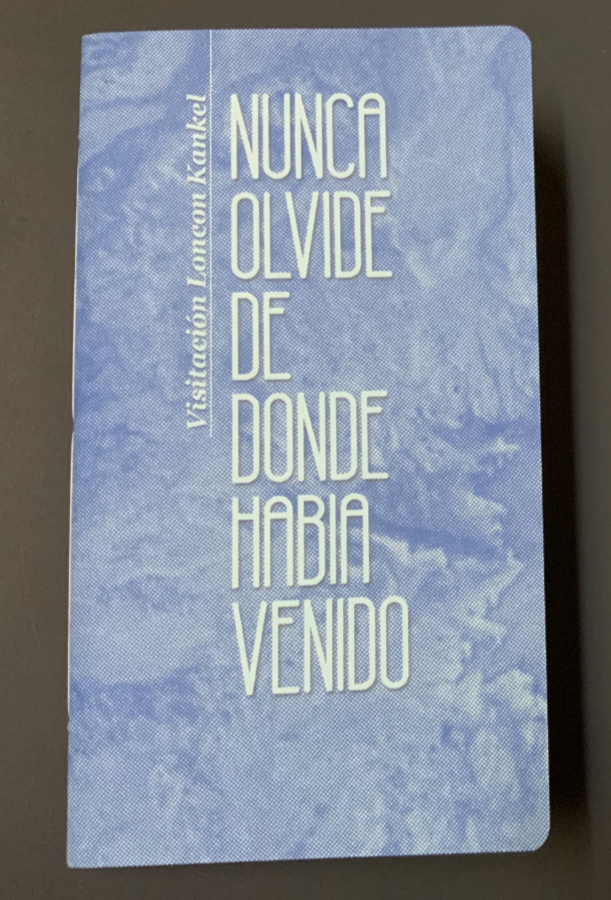 Visitación Loncon Kankel
NUNCA
OLVIDE
DE
DONDE
HABIA
VENIDO